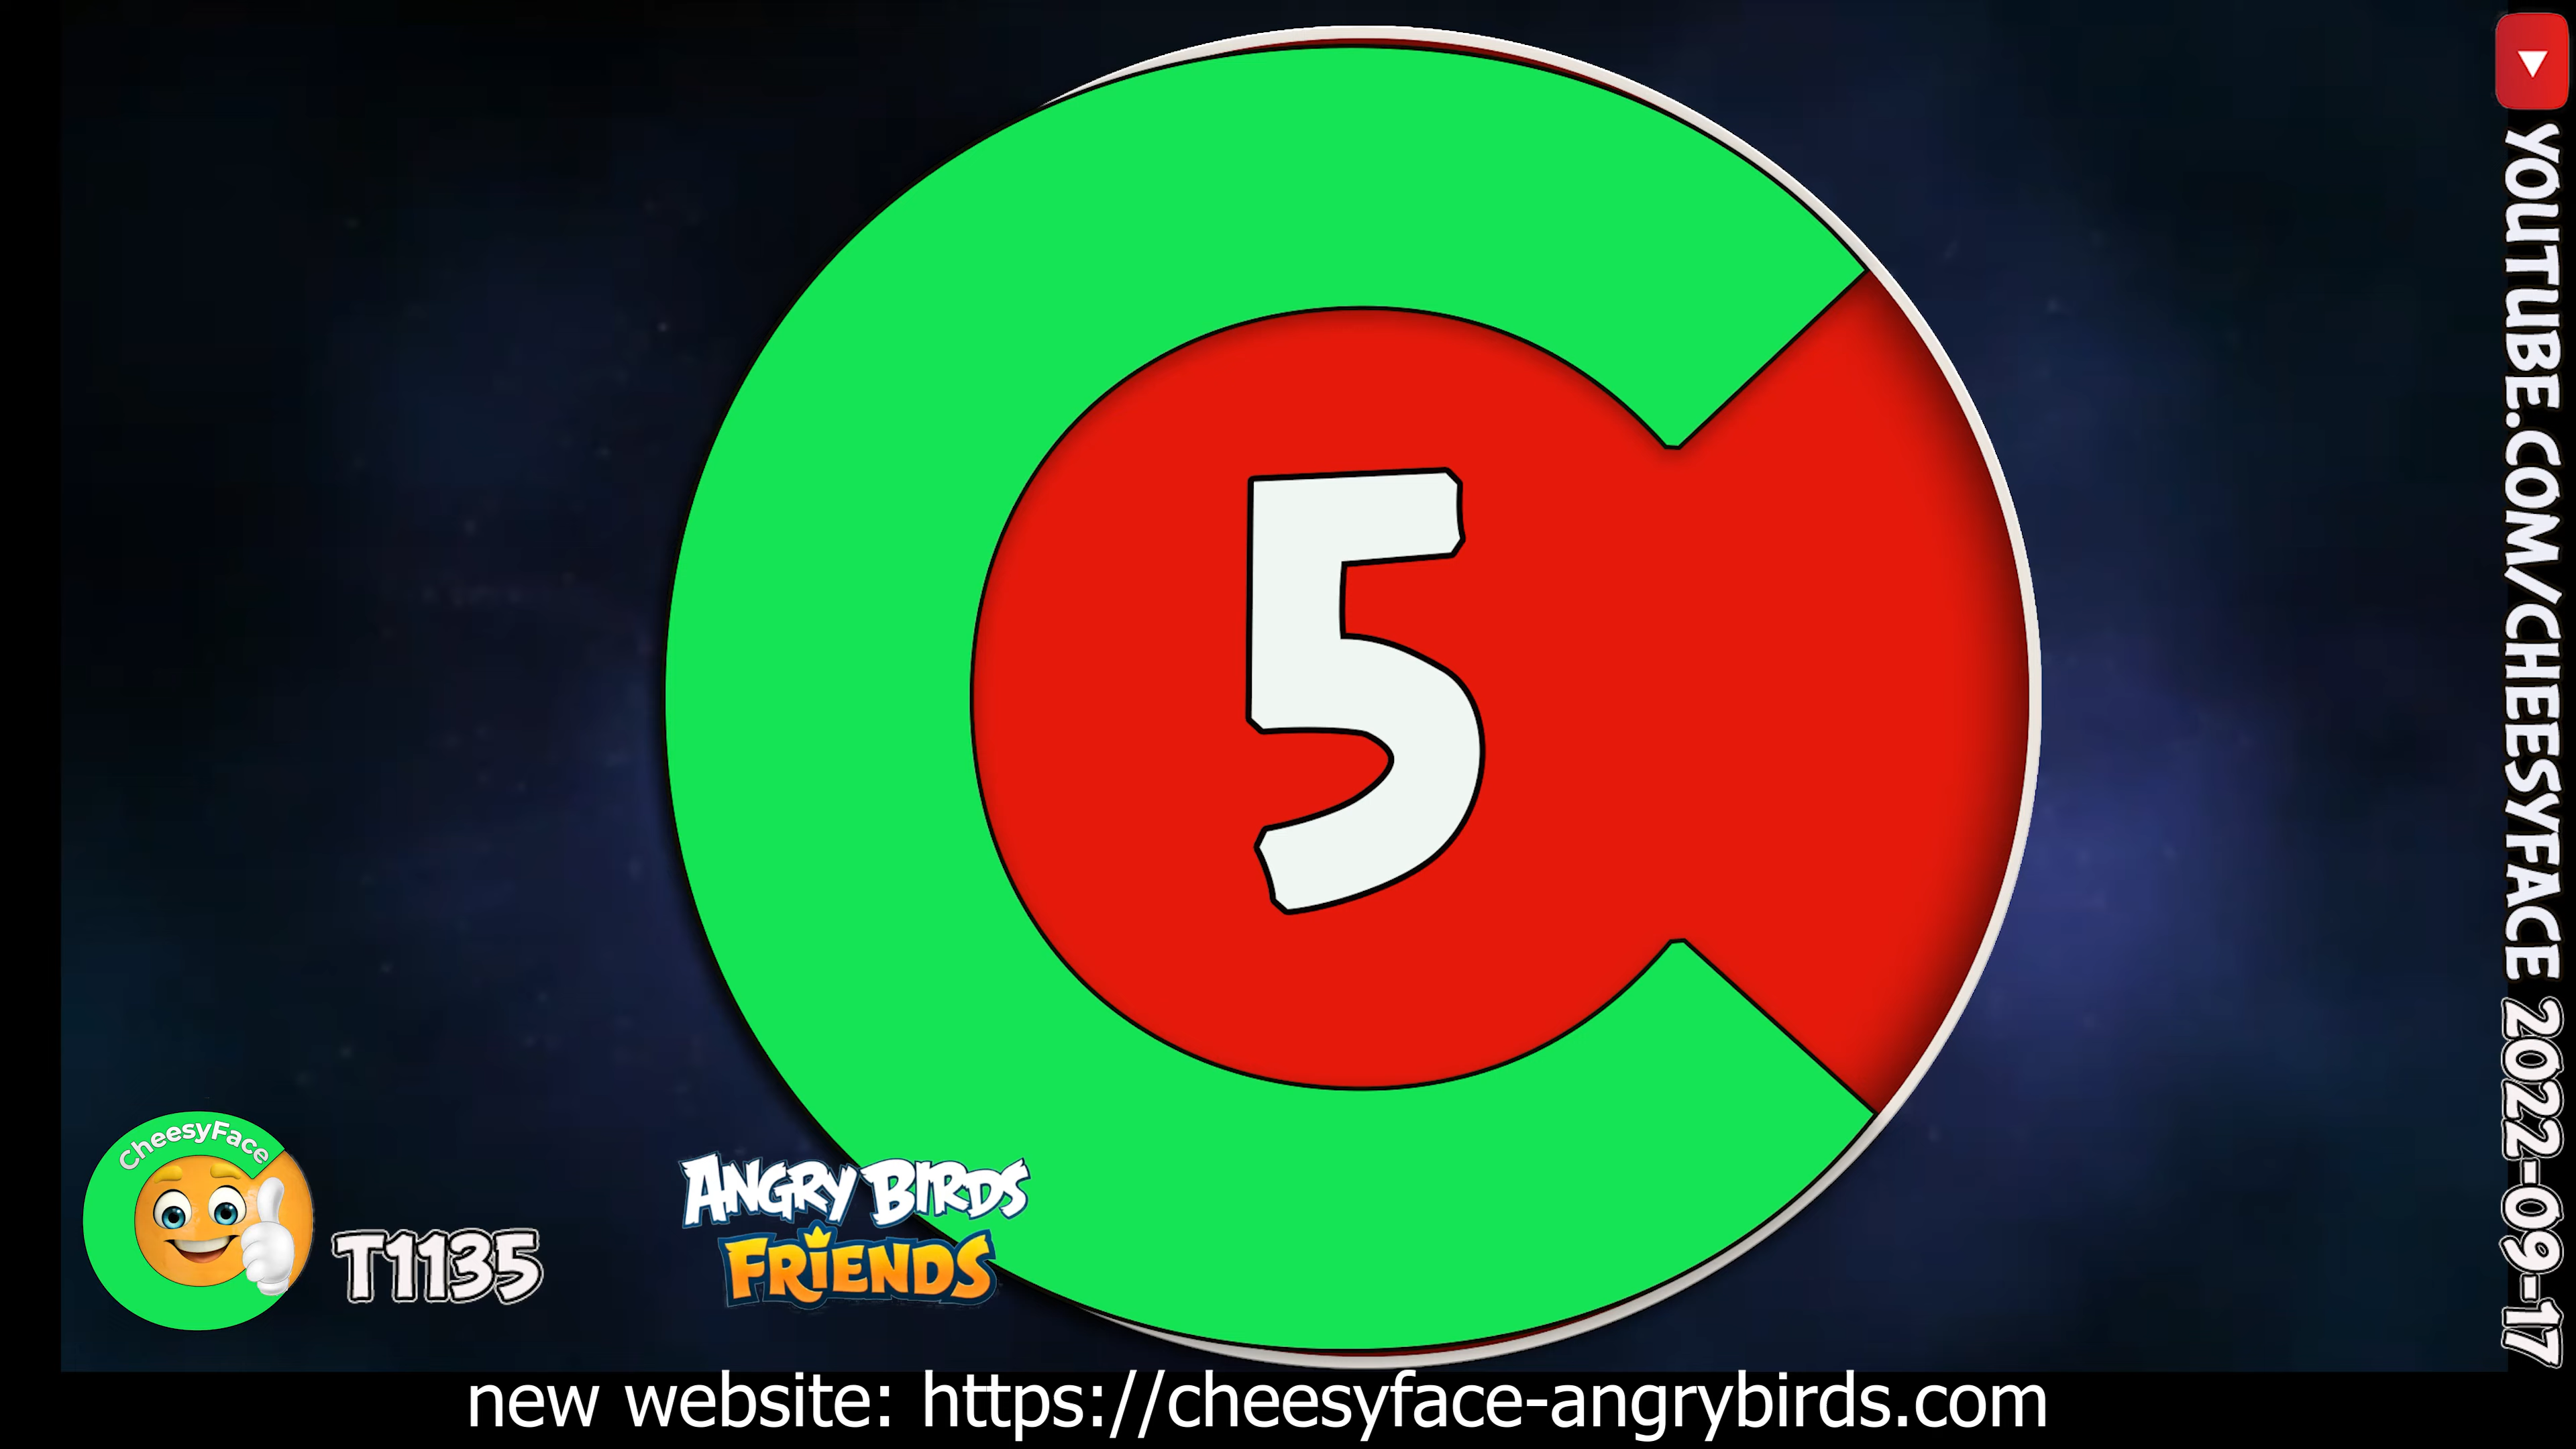 5
CheesyFace
T1135
ANGRY BIRDS
FRIENDS
new website: https://cheesyface-angrybirds.com
YOUTUBE.COM/CHEESYFACE 2022-09-17